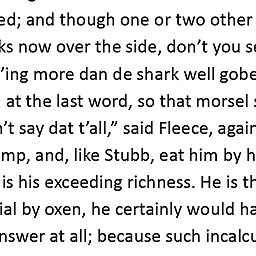 ed; and though one or two other
ks now over the side, don't you se
'ing more dan de shark well gobe
at the last word, so that morsel s
't say dat t'all," said Fleece, again
mp, and, like Stubb, eat him by h
is his exceeding richness. He is th
ial by oxen, he certainly would ha
nswer at all; because such incalcu